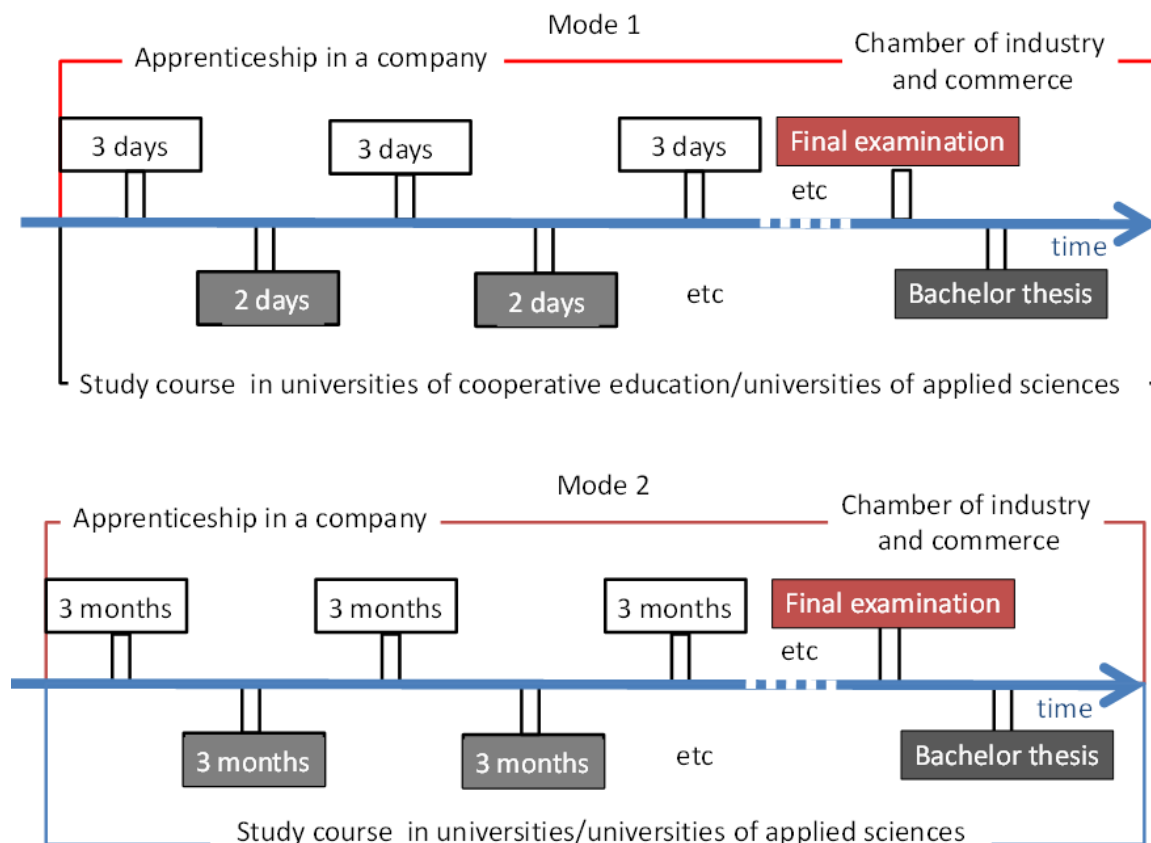 Mode 1
Apprenticeship in a company
Chamber of industry
and commerce
3 days
3 days
3 days
Final examination
etc
time
2 days
2 days
etc
Bachelor thesis
Study course in universities of cooperative education/universities of applied sciences
Mode 2
Apprenticeship in a company
Chamber of industry
and commerce
3 months
3 months
3 months
Final examination
etc
time
3 months
3 months
etc
Bachelor thesis
Study course in universities/universities of applied sciences